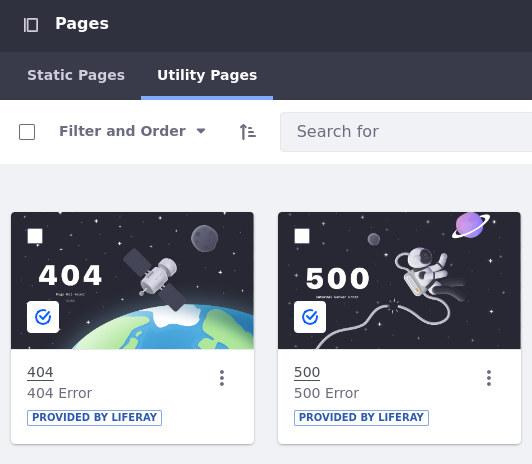 Pages
Static Pages
Utility Pages
Filter and Order
Search for
404
Page Not Found
500
Internal Server Error
404
404 Error
PROVIDED BY LIFERAY
500
500 Error
PROVIDED BY LIFERAY